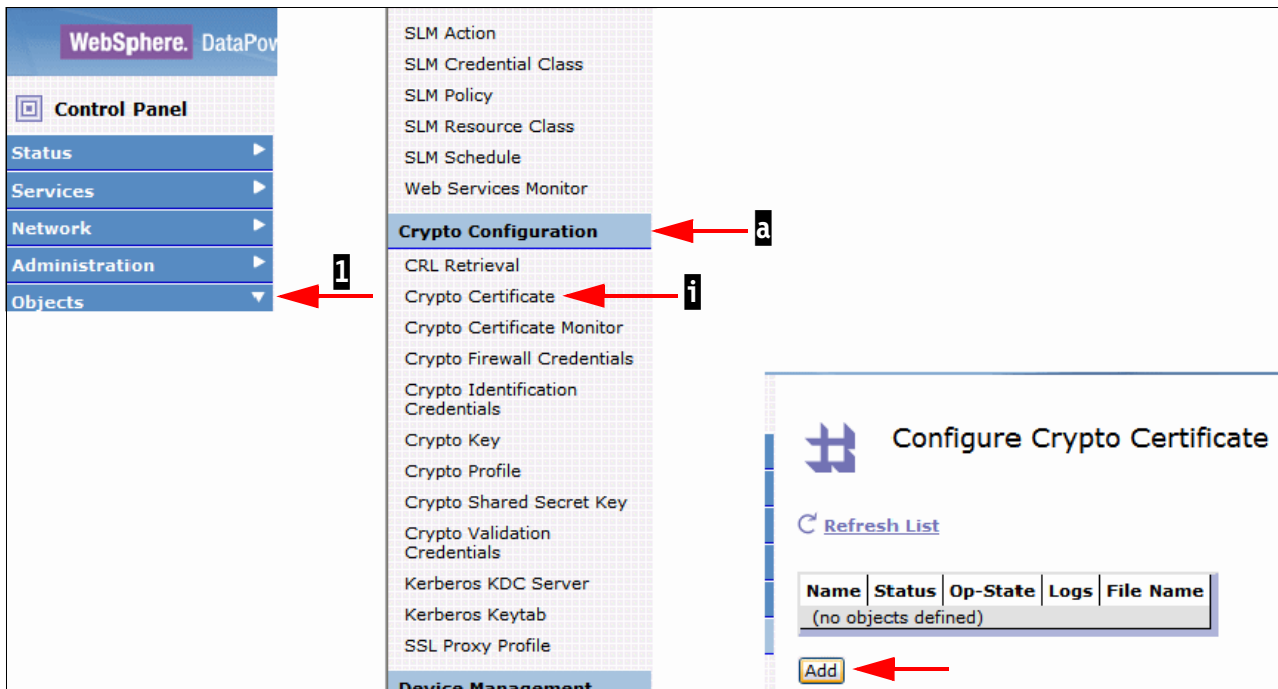 WebSphere. DataPow
Control Panel
Status
Services
Network
Administration
Objects
1
SLM Action
SLM Credential Class
SLM Policy
SLM Resource Class
SLM Schedule
Web Services Monitor
Crypto Configuration
a
CRL Retrieval
Crypto Certificate
i
Crypto Certificate Monitor
Crypto Firewall Credentials
Crypto Identification
Credentials
Crypto Key
Crypto Profile
Crypto Shared Secret Key
Crypto Validation
Credentials
Kerberos KDC Server
Kerberos Keytab
SSL Proxy Profile
Device Management
Configure Crypto Certificate
Refresh List
Name Status Op-State Logs File Name
(no objects defined)
Add